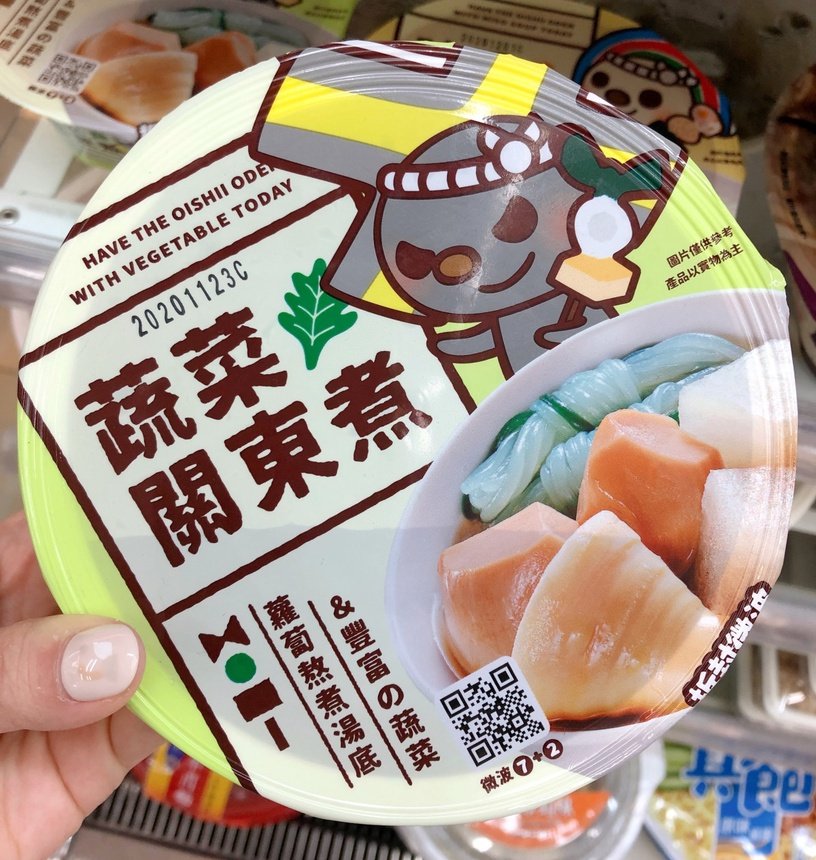 HAVE THE OISHII ODEN
WITH VEGETABLE TODAY
20201123C
蔬菜
關東煮
蘿蔔熬煮湯底
&豐富の蔬菜
微波7+2
圖片僅供參考
產品以實物為主